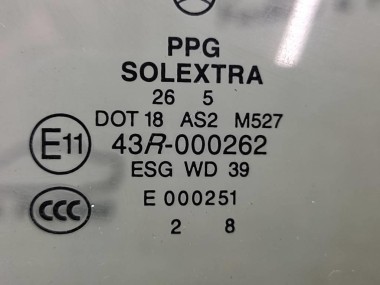 PPG
SOLEXTRA
26 5
DOT 18 AS2 M527
E11 43R-000262
ESG WD 39
CCC E 000251
2 8